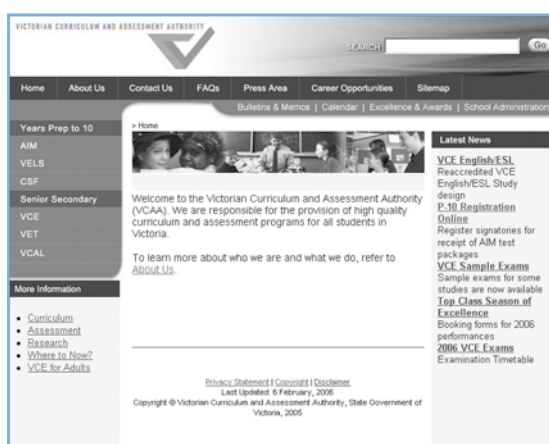 VICTORIAN CURRICULUM AND ASSESSMENT AUTHORITY
SEARCH
Go
Home About Us Contact Us FAQs Press Area Career Opportunities Sitemap
Bulletins & Memos | Calendar | Excellence & Awards | School Administration
Years Prep to 10
AIM
VELS
CSF
Senior Secondary
VCE
VET
VCAL
More Information
Curriculum
Assessment
Research
Where to Now?
VCE for Adults
> Home
Welcome to the Victorian Curriculum and Assessment Authority
(VCAA). We are responsible for the provision of high quality
curriculum and assessment programs for all students in
Victoria.
To learn more about who we are and what we do, refer to
About Us.
Privacy Statement | Copyright | Disclaimer
Last Updated: 6 February, 2006
Copyright © Victorian Curriculum and Assessment Authority, State Government of
Victoria, 2005
Latest News
VCE English/ESL
Reaccredited VCE
English/ESL Study
design
P-10 Registration
Online
Register signatories for
receipt of AIM test
packages
VCE Sample Exams
Sample exams for some
studies are now available
Top Class Season of
Excellence
Booking forms for 2006
performances
2006 VCE Exams
Examination Timetable